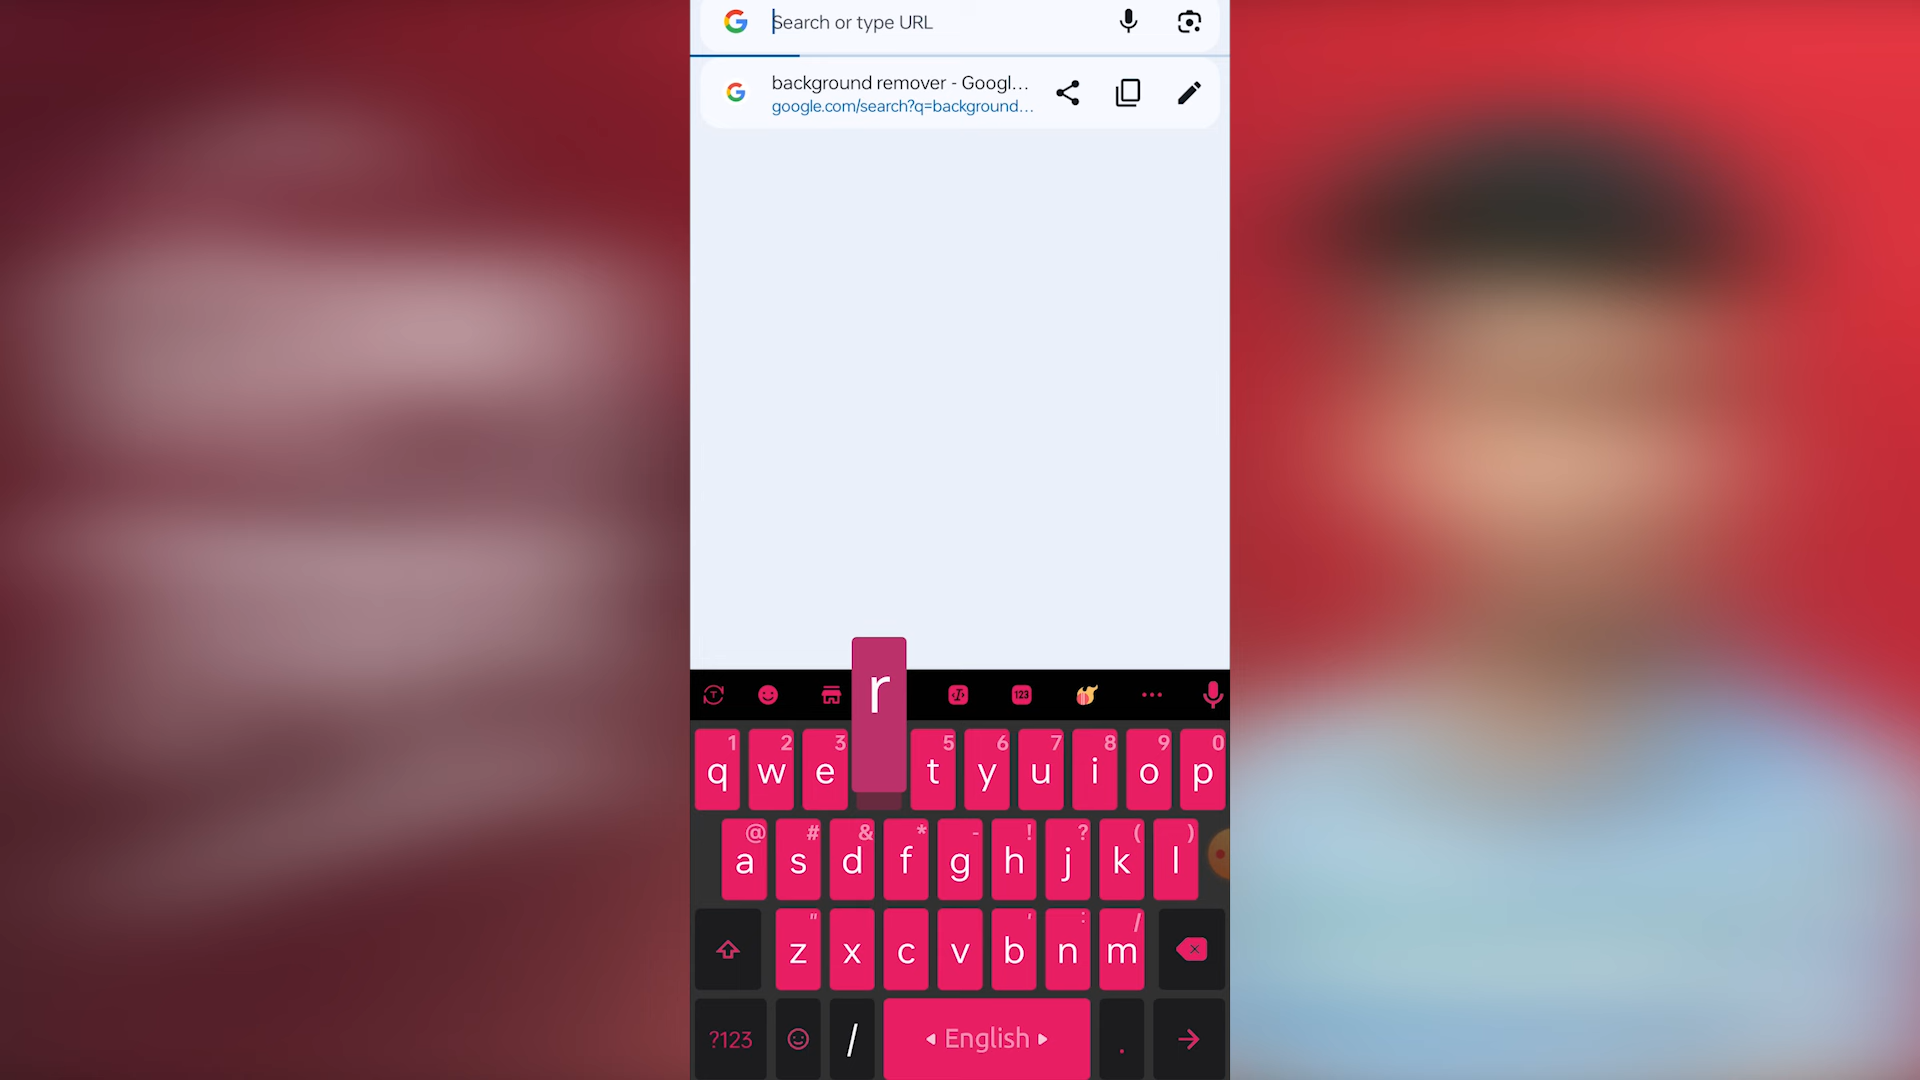 Search or type URL
background remover - Googl...
google.com/search?q=background...
r
123
1 2 3 5 6 7 8 9 0
q w e t y u i o p
@ # & * - ! ? ( )
a s d f g h j k l
" ' : /
z x c v b n m
?123 / English .